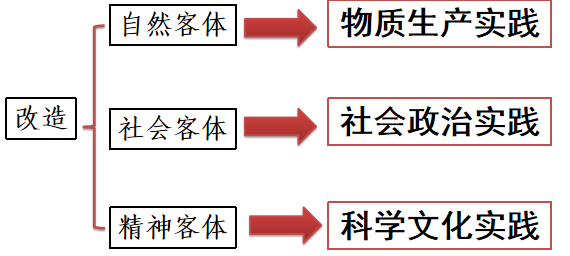 自然客体
物质生产实践
改造
社会客体
社会政治实践
精神客体
科学文化实践